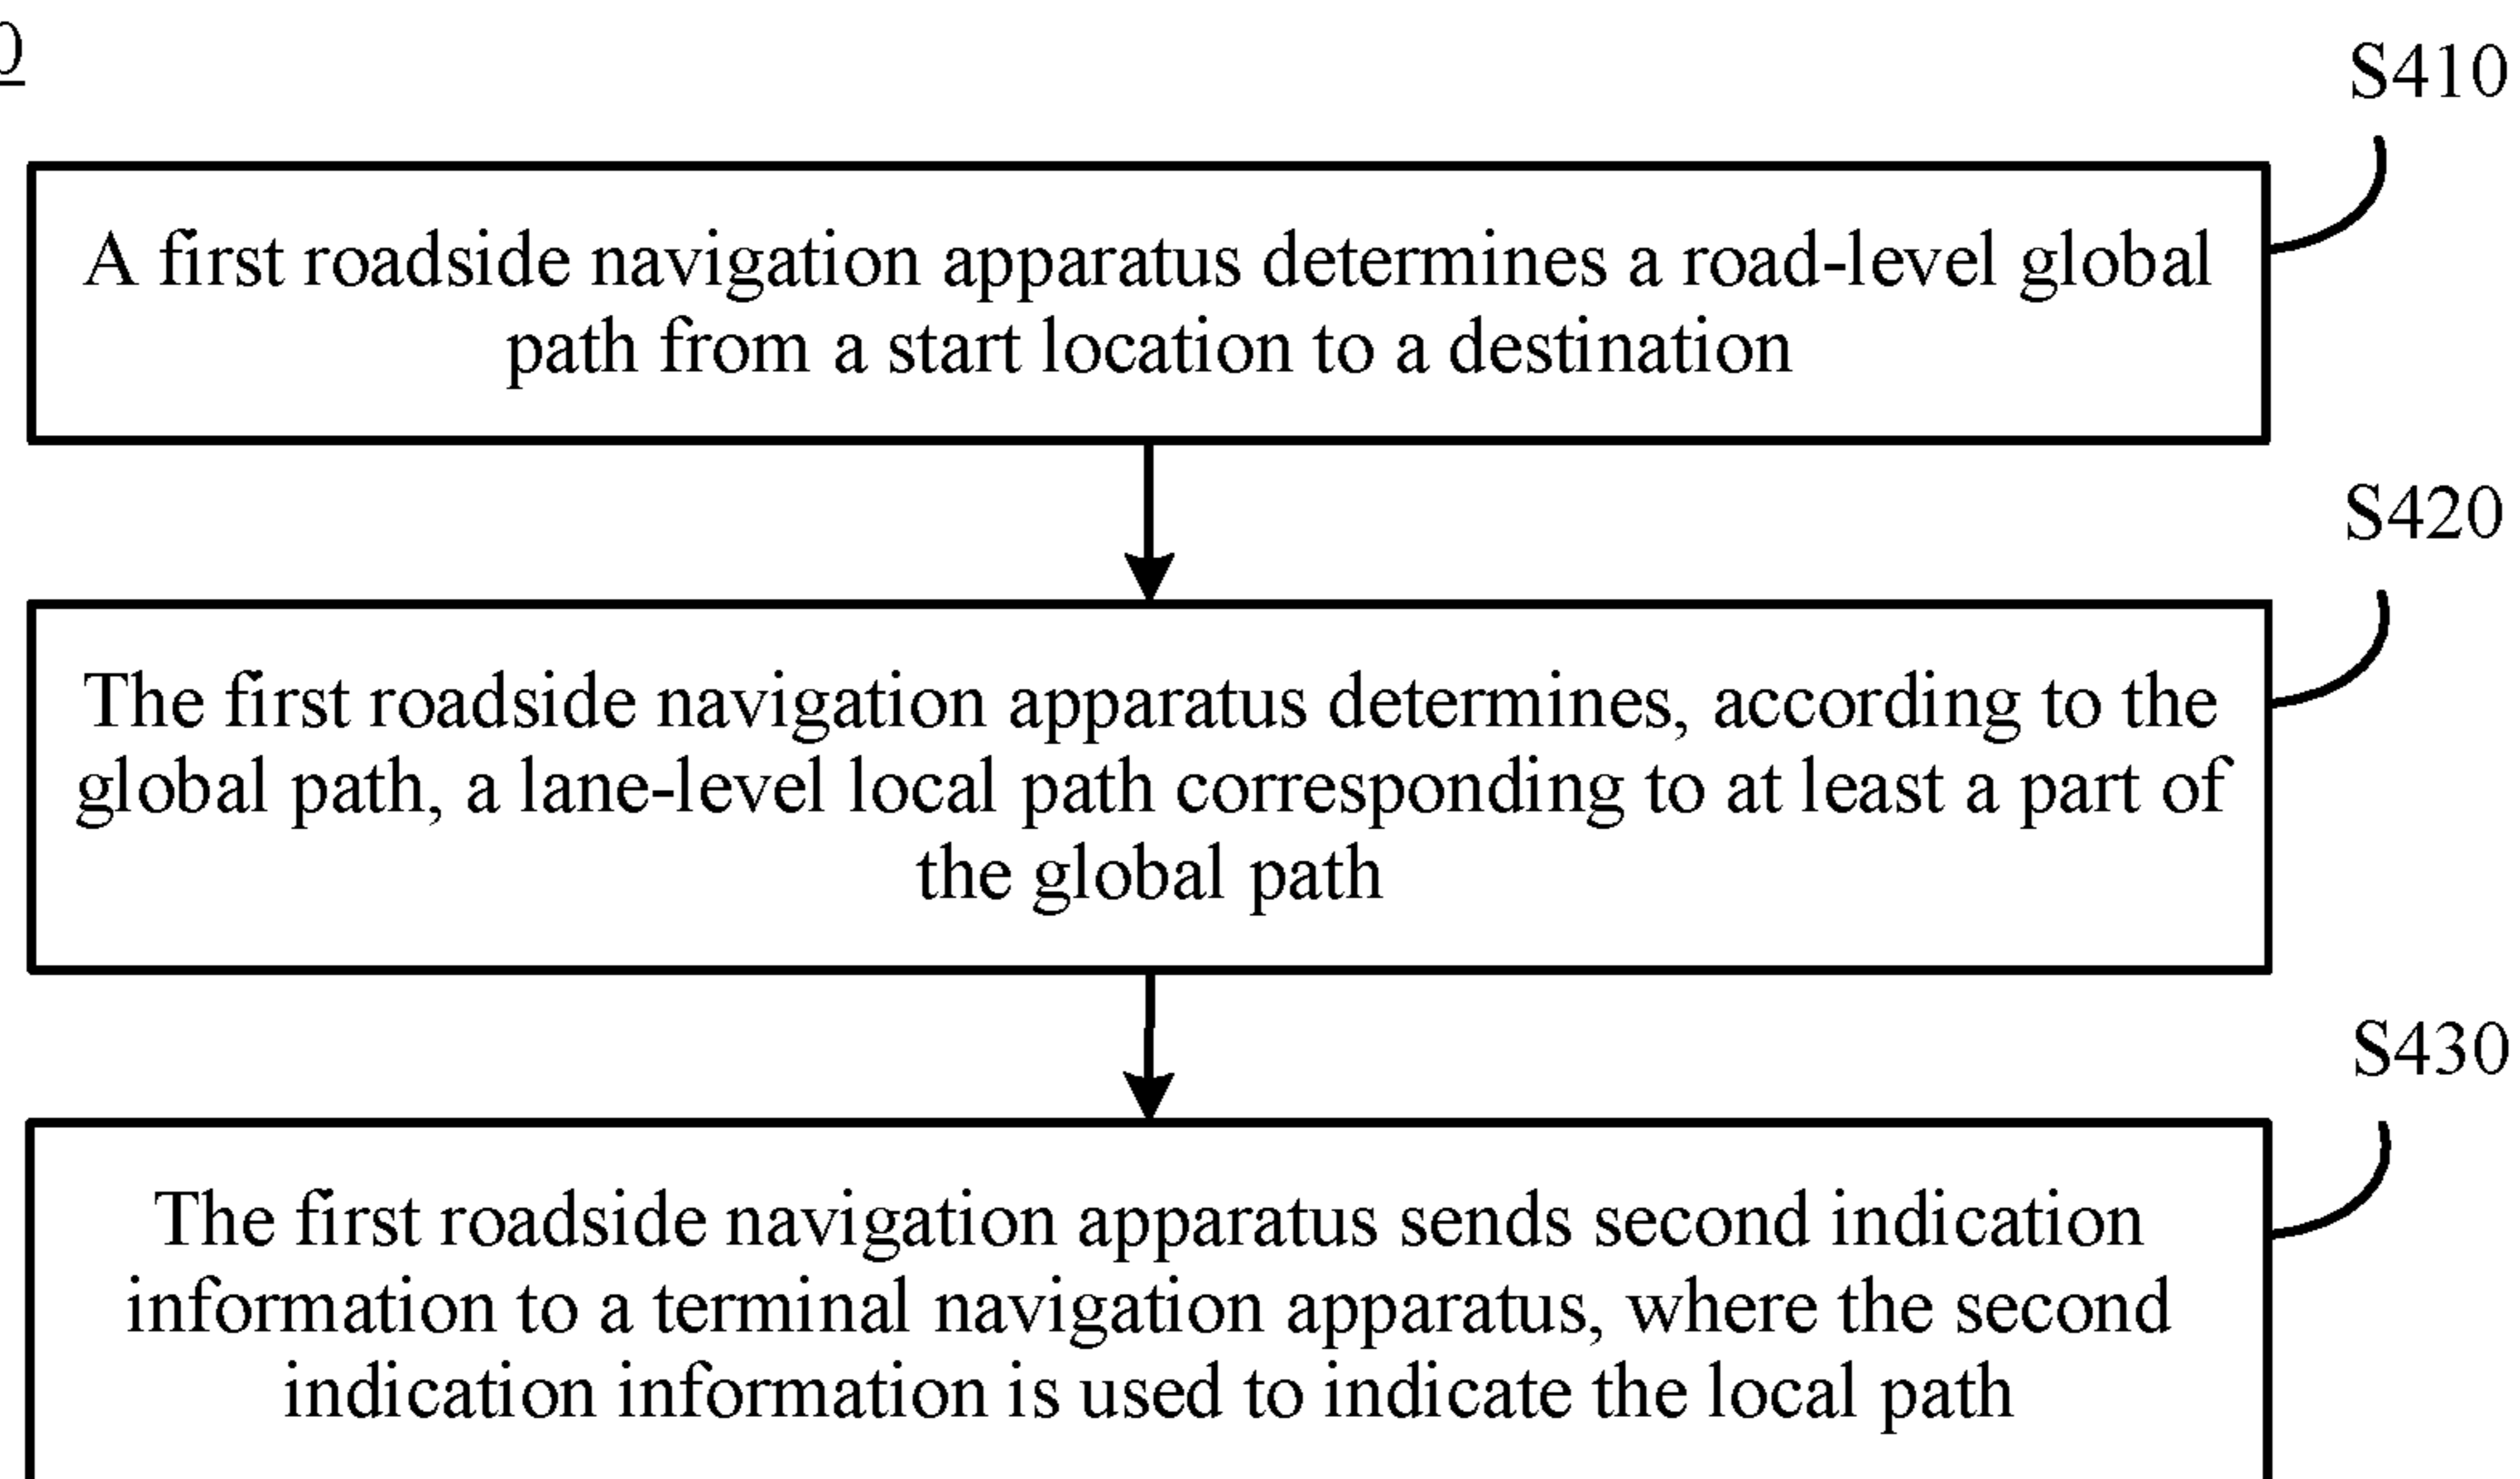 0
S410
A first roadside navigation apparatus determines a road-level global
path from a start location to a destination
S420
The first roadside navigation apparatus determines, according to the
global path, a lane-level local path corresponding to at least a part of
the global path
S430
The first roadside navigation apparatus sends second indication
information to a terminal navigation apparatus, where the second
indication information is used to indicate the local path